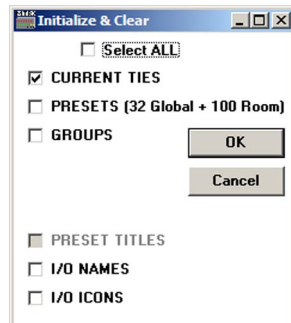 Initialize & Clear
Select ALL
CURRENT TIES
PRESETS (32 Global + 100 Room)
GROUPS
OK
Cancel
PRESET TITLES
I/O NAMES
I/O ICONS